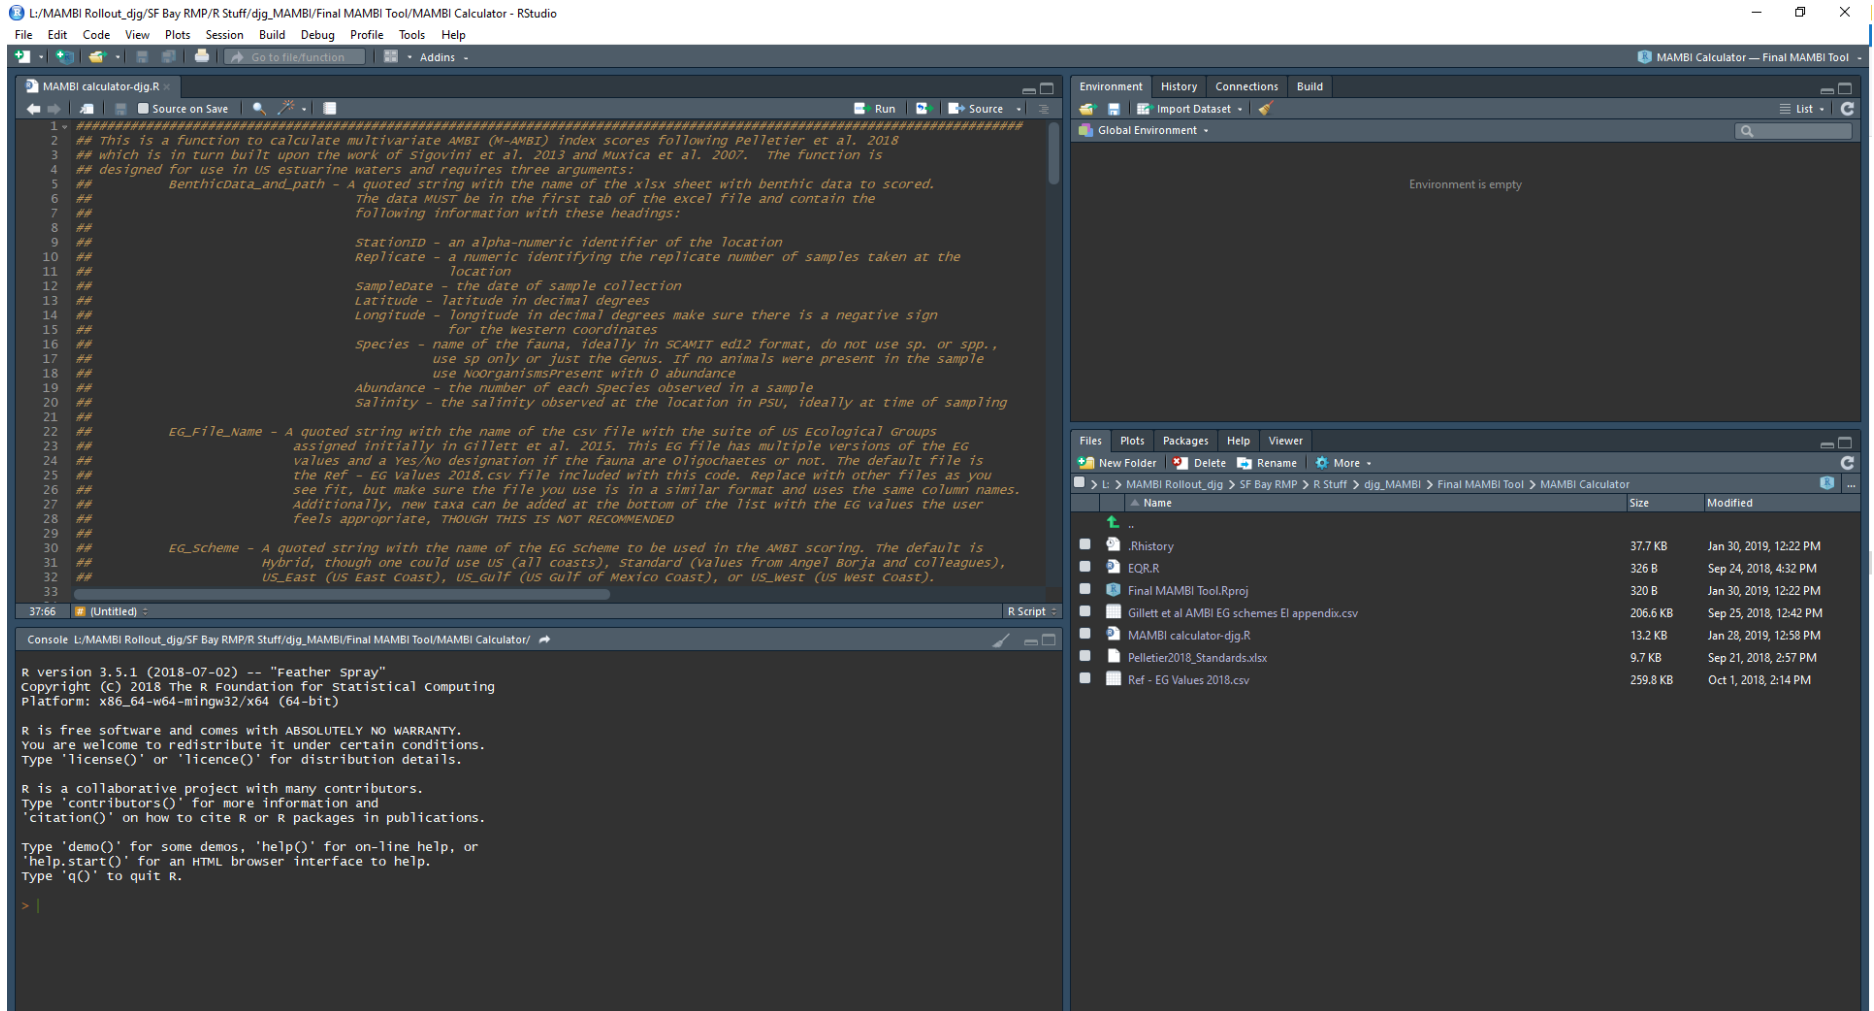 L:/MAMBI Rollout_djg/SF Bay RMP/R Stuff/djg_MAMBI/Final MAMBI Tool/MAMBI Calculator - RStudio
File Edit Code View Plots Session Build Debug Profile Tools Help
Go to file/function Addins MAMBI Calculator — Final MAMBI Tool
MAMBI calculator-djg.R
Source on Save Run Source
1 ##########################################################################################################################
2 ## This is a function to calculate multivariate AMBI (M-AMBI) index scores following Pelletier et al. 2018
3 ## which is in turn built upon the work of Sigovini et al. 2013 and Muxica et al. 2007. The function is
4 ## designed for use in US estuarine waters and requires three arguments:
5 ## BenthicData_and_path - A quoted string with the name of the xlsx sheet with benthic data to scored.
6 ## The data MUST be in the first tab of the excel file and contain the
7 ## following information with these headings:
8 ##
9 ## StationID - an alpha-numeric identifier of the location
10 ## Replicate - a numeric identifying the replicate number of samples taken at the
11 ## location
12 ## SampleDate - the date of sample collection
13 ## Latitude - latitude in decimal degrees
14 ## Longitude - longitude in decimal degrees make sure there is a negative sign
15 ## for the Western coordinates
16 ## Species - name of the fauna, ideally in SCAMIT ed12 format, do not use sp. or spp.,
17 ## use sp only or just the Genus. If no animals were present in the sample
18 ## use NoOrganismsPresent with 0 abundance
19 ## Abundance - the number of each Species observed in a sample
20 ## Salinity - the salinity observed at the location in PSU, ideally at time of sampling
21 ##
22 ## EG_File_Name - A quoted string with the name of the csv file with the suite of US Ecological Groups
23 ## assigned initially in Gillett et al. 2015. This EG file has multiple versions of the EG
24 ## values and a Yes/No designation if the fauna are Oligochaetes or not. The default file is
25 ## the Ref - EG Values 2018.csv file included with this code. Replace with other files as you
26 ## see fit, but make sure the file you use is in a similar format and uses the same column names.
27 ## Additionally, new taxa can be added at the bottom of the list with the EG values the user
28 ## feels appropriate, THOUGH THIS IS NOT RECOMMENDED
29 ##
30 ## EG_Scheme - A quoted string with the name of the EG Scheme to be used in the AMBI scoring. The default is
31 ## Hybrid, though one could use US (all coasts), Standard (Values from Angel Borja and colleagues),
32 ## US_East (US East Coast), US_Gulf (US Gulf of Mexico Coast), or US_West (US West Coast).
33
37:66 (Untitled) R Script
Console L:/MAMBI Rollout_djg/SF Bay RMP/R Stuff/djg_MAMBI/Final MAMBI Tool/MAMBI Calculator/
R version 3.5.1 (2018-07-02) -- "Feather Spray"
Copyright (C) 2018 The R Foundation for Statistical Computing
Platform: x86_64-w64-mingw32/x64 (64-bit)
R is free software and comes with ABSOLUTELY NO WARRANTY.
You are welcome to redistribute it under certain conditions.
Type 'license()' or 'licence()' for distribution details.
R is a collaborative project with many contributors.
Type 'contributors()' for more information and
'citation()' on how to cite R or R packages in publications.
Type 'demo()' for some demos, 'help()' for on-line help, or
'help.start()' for an HTML browser interface to help.
Type 'q()' to quit R.
>
Environment History Connections Build
Import Dataset List
Global Environment
Environment is empty
Files Plots Packages Help Viewer
New Folder Delete Rename More
L: > MAMBI Rollout_djg > SF Bay RMP > R Stuff > djg_MAMBI > Final MAMBI Tool > MAMBI Calculator ...
Name Size Modified
..
.Rhistory 37.7 KB Jan 30, 2019, 12:22 PM
EQR.R 326 B Sep 24, 2018, 4:32 PM
Final MAMBI Tool.Rproj 320 B Jan 30, 2019, 12:22 PM
Gillett et al AMBI EG schemes EI appendix.csv 206.6 KB Sep 25, 2018, 12:42 PM
MAMBI calculator-djg.R 13.2 KB Jan 28, 2019, 12:58 PM
Pelletier2018_Standards.xlsx 9.7 KB Sep 21, 2018, 2:57 PM
Ref - EG Values 2018.csv 259.8 KB Oct 1, 2018, 2:14 PM